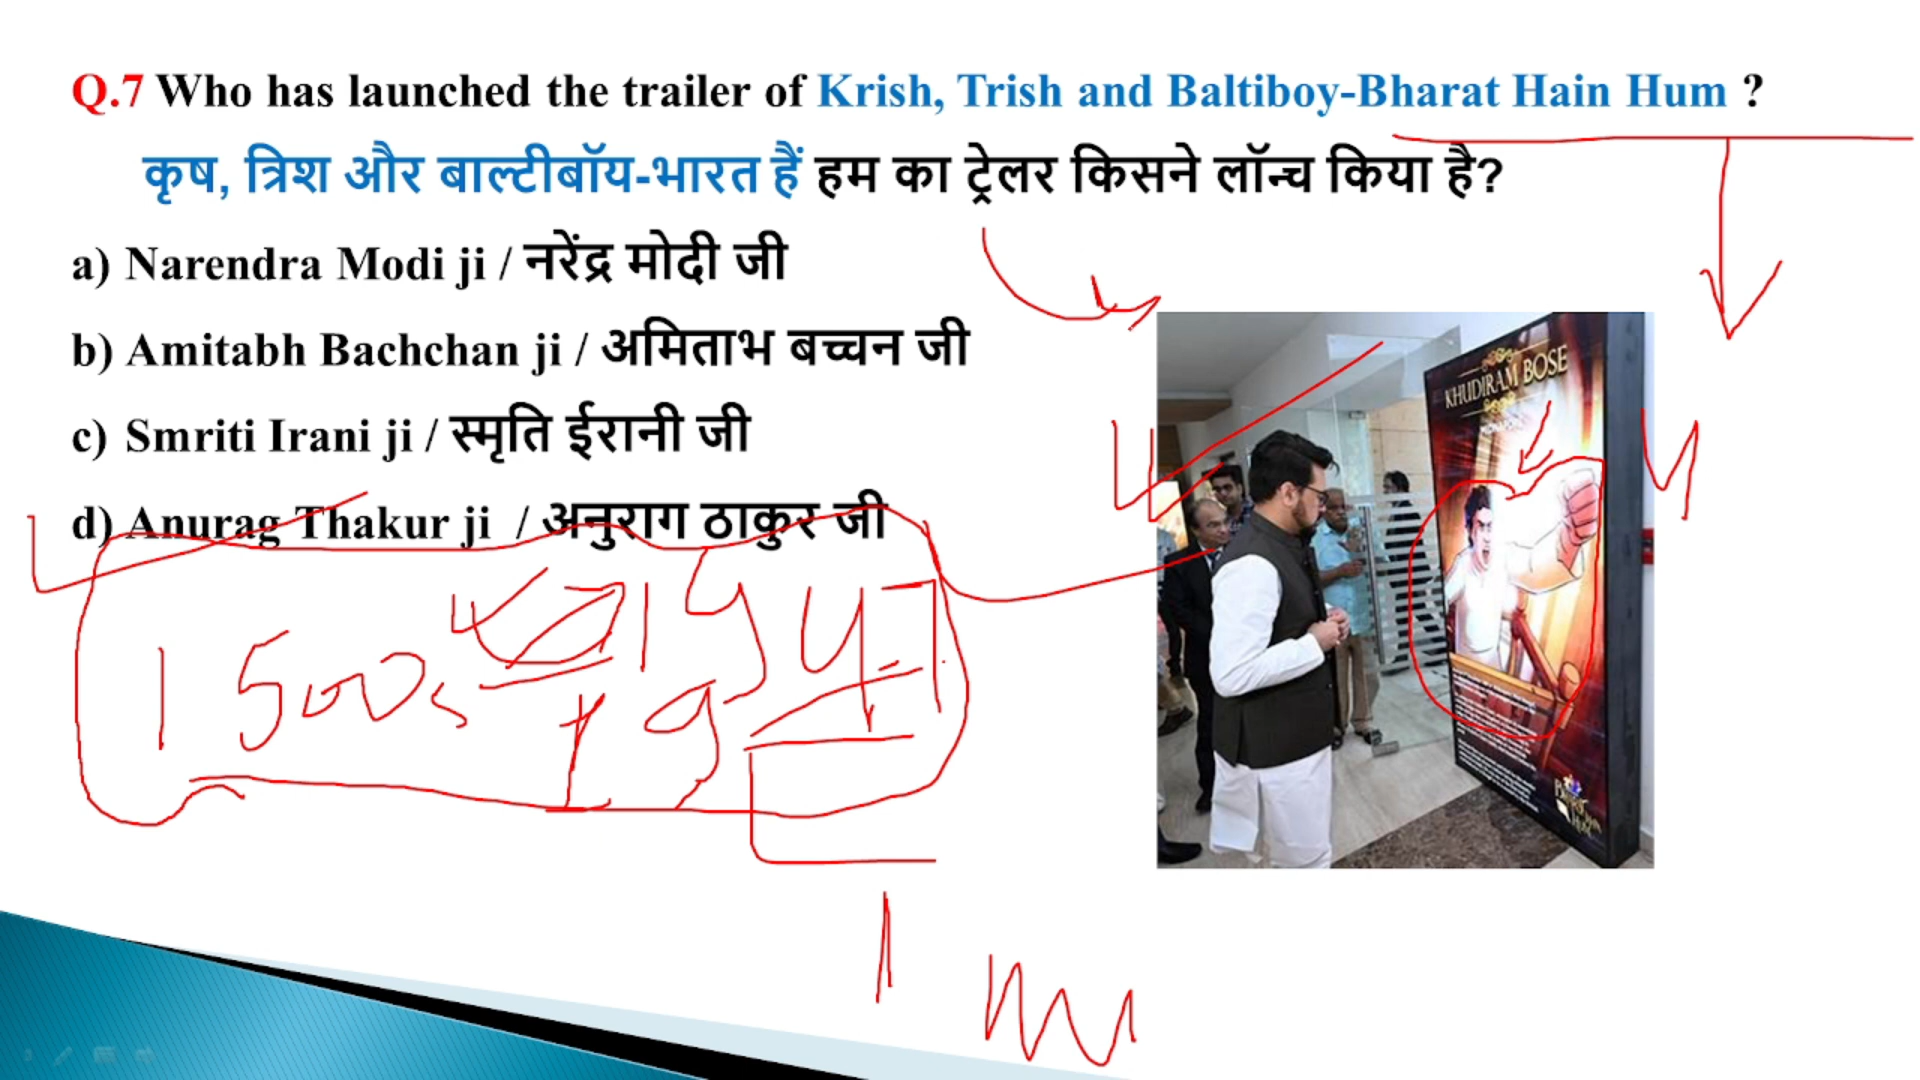 Q.7 Who has launched the trailer of Krish, Trish and Baltiboy-Bharat Hain Hum ?
कृष, त्रिश और बाल्टीबॉय-भारत हैं हम का ट्रेलर किसने लॉन्च किया है?
a) Narendra Modi ji / नरेंद्र मोदी जी
b) Amitabh Bachchan ji / अमिताभ बच्चन जी
c) Smriti Irani ji / स्मृति ईरानी जी
d) Anurag Thakur ji / अनुराग ठाकुर जी
KHUDIRAM BOSE
1500s
19